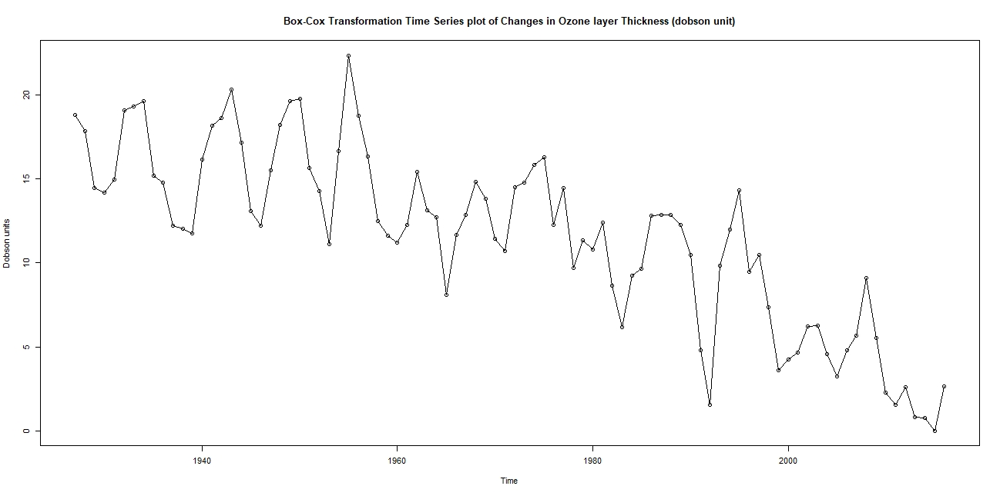 Box-Cox Transformation Time Series plot of Changes in Ozone layer Thickness (dobson unit)
Dobson units
20
15
10
5
0
1940 1960 1980 2000
Time